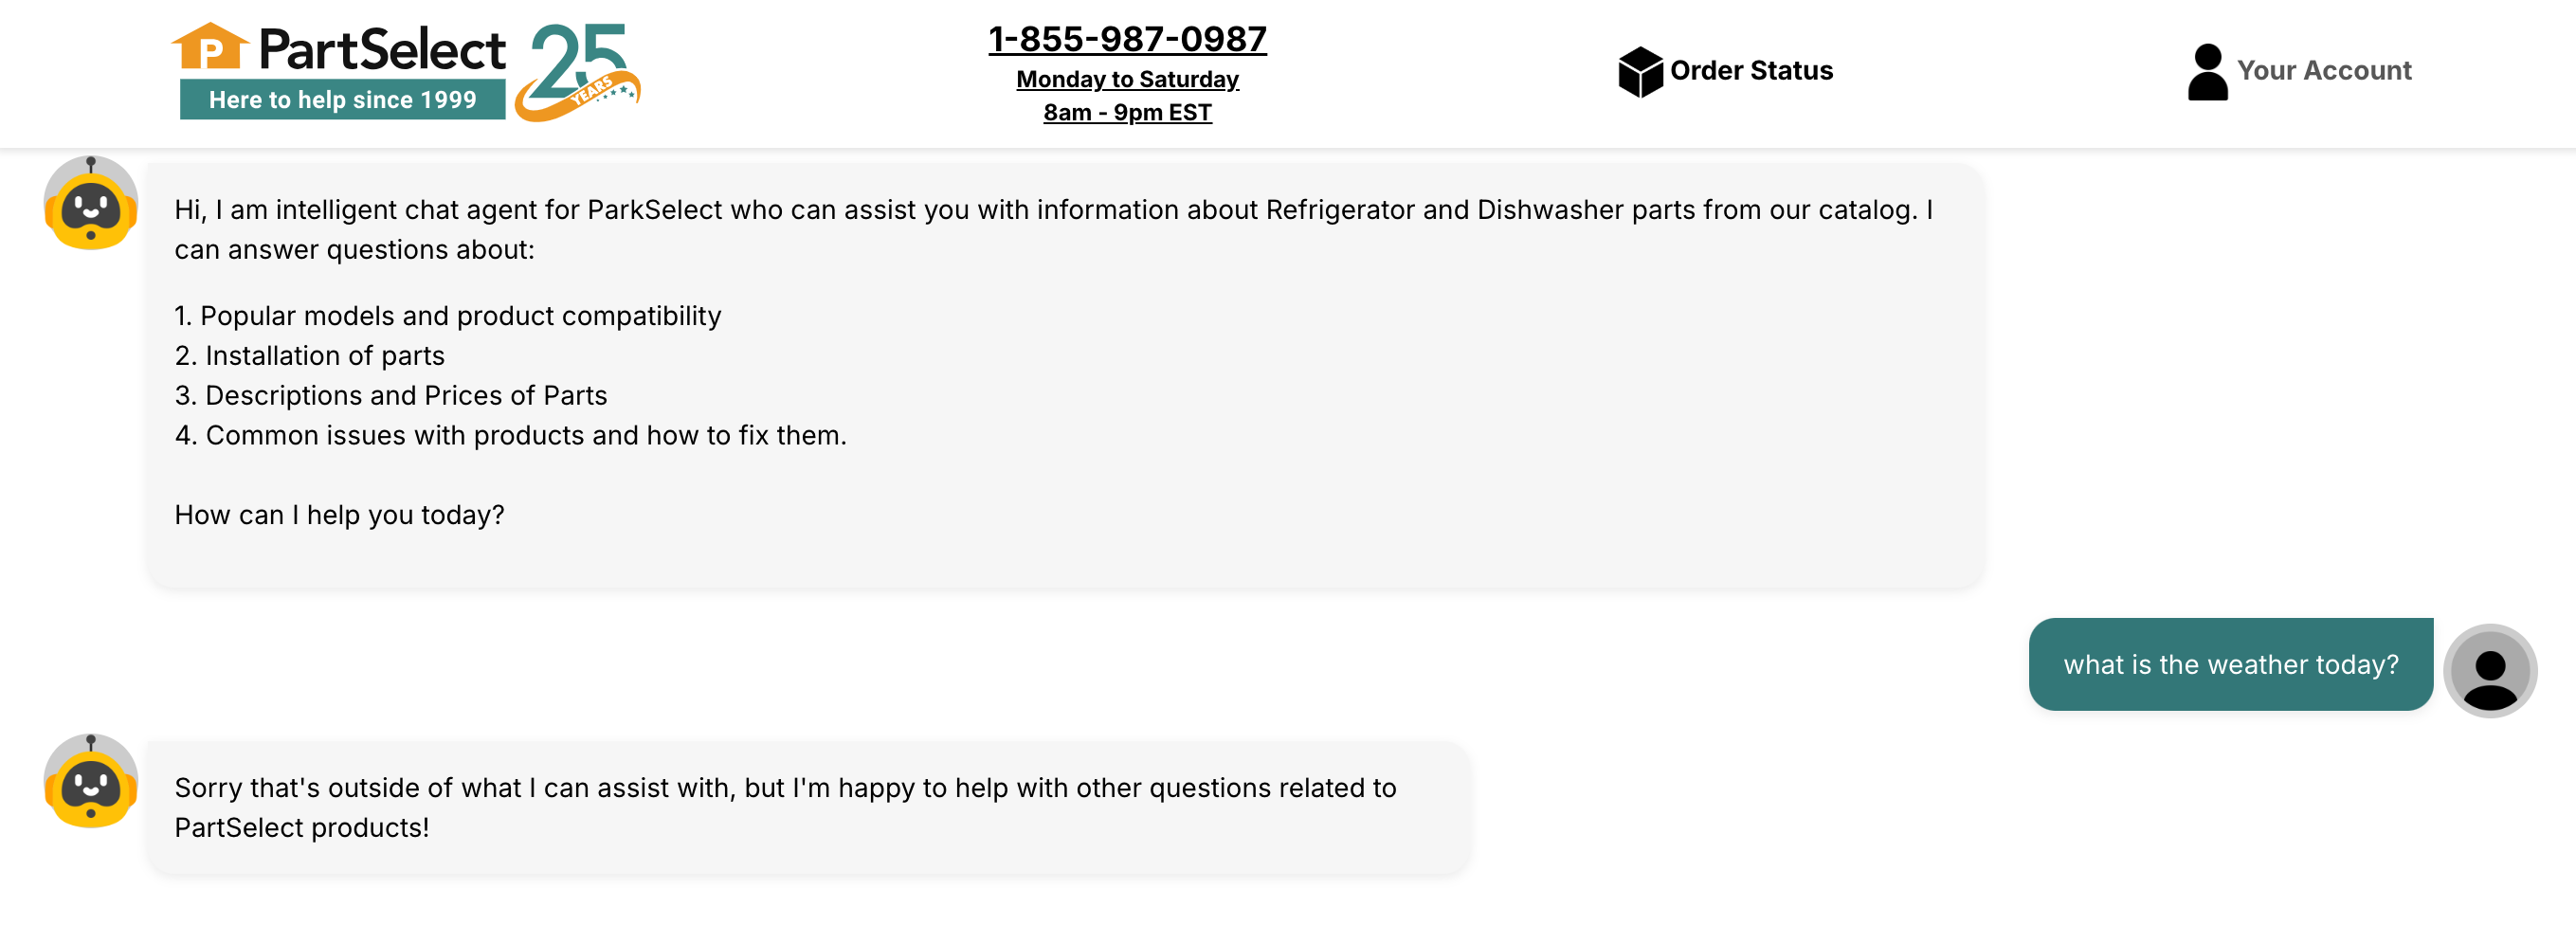 P PartSelect
Here to help since 1999
25
YEARS
1-855-987-0987
Monday to Saturday
8am - 9pm EST
Order Status
Your Account
Hi, I am intelligent chat agent for ParkSelect who can assist you with information about Refrigerator and Dishwasher parts from our catalog. I
can answer questions about:
1. Popular models and product compatibility
2. Installation of parts
3. Descriptions and Prices of Parts
4. Common issues with products and how to fix them.
How can I help you today?
what is the weather today?
Sorry that's outside of what I can assist with, but I'm happy to help with other questions related to
PartSelect products!